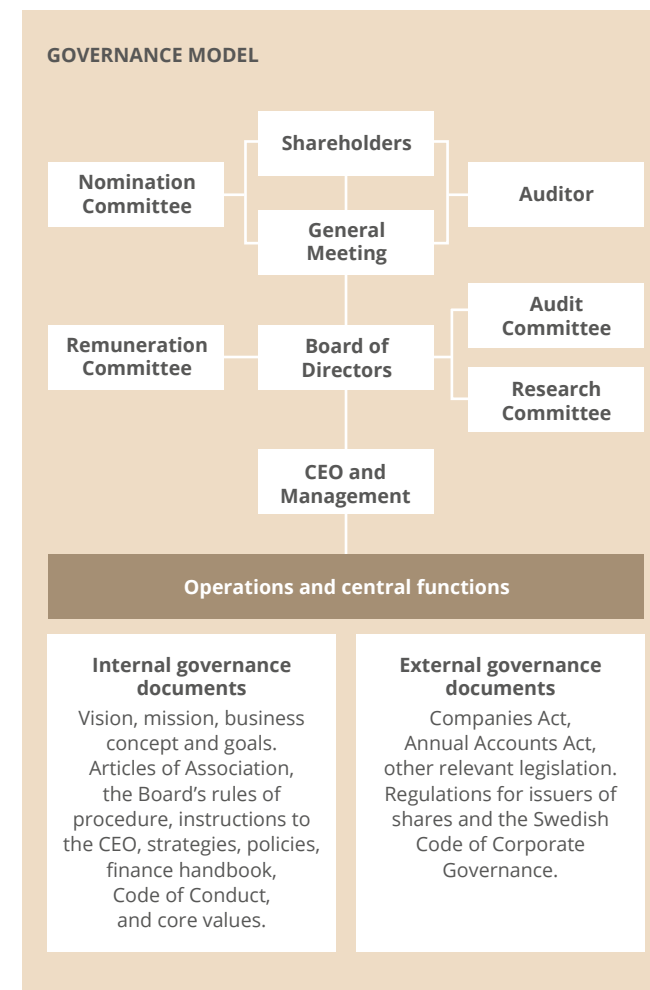 GOVERNANCE MODEL
Shareholders
Nomination
Committee
Auditor
General
Meeting
Audit
Committee
Remuneration
Committee
Board of
Directors
Research
Committee
CEO and
Management
Operations and central functions
Internal governance
documents
Vision, mission, business
concept and goals.
Articles of Association,
the Board’s rules of
procedure, instructions to
the CEO, strategies, policies,
finance handbook,
Code of Conduct,
and core values.
External governance
documents
Companies Act,
Annual Accounts Act,
other relevant legislation.
Regulations for issuers of
shares and the Swedish
Code of Corporate
Governance.